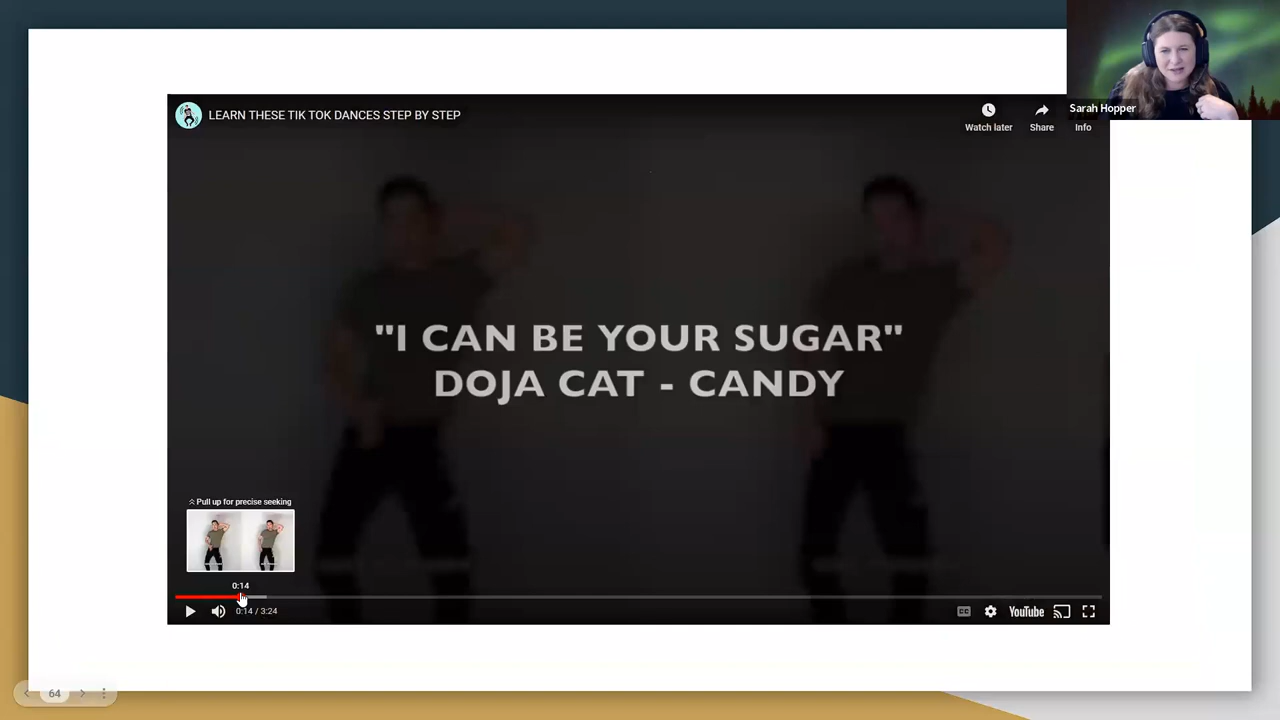 Sarah Hopper
LEARN THESE TIK TOK DANCES STEP BY STEP
Watch later
Share
Info
"I CAN BE YOUR SUGAR"
DOJA CAT - CANDY
Pull up for precise seeking
0:14
0:14 / 3:24
CC
YouTube
64